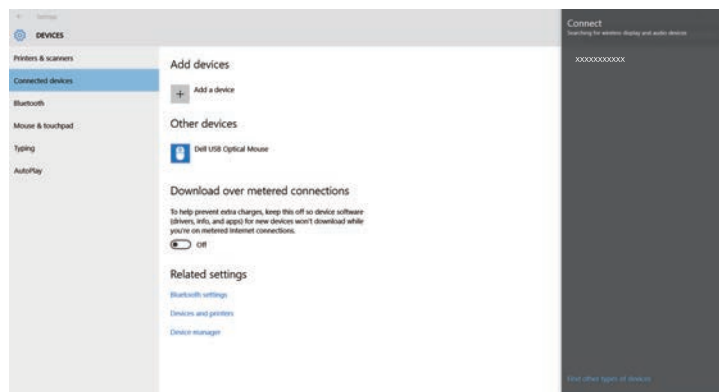 Settings
DEVICES
Printers & scanners
Connected devices
Bluetooth
Mouse & touchpad
Typing
AutoPlay
Add devices
Add a device
Other devices
Dell USB Optical Mouse
Download over metered connections
To help prevent extra charges, keep this off so device software
(drivers, info, and apps) for new devices won't download while
you're on metered Internet connections.
Off
Related settings
Bluetooth settings
Devices and printers
Device manager
Connect
Searching for wireless display and audio devices
xxxxxxxxxxx
Find other types of devices